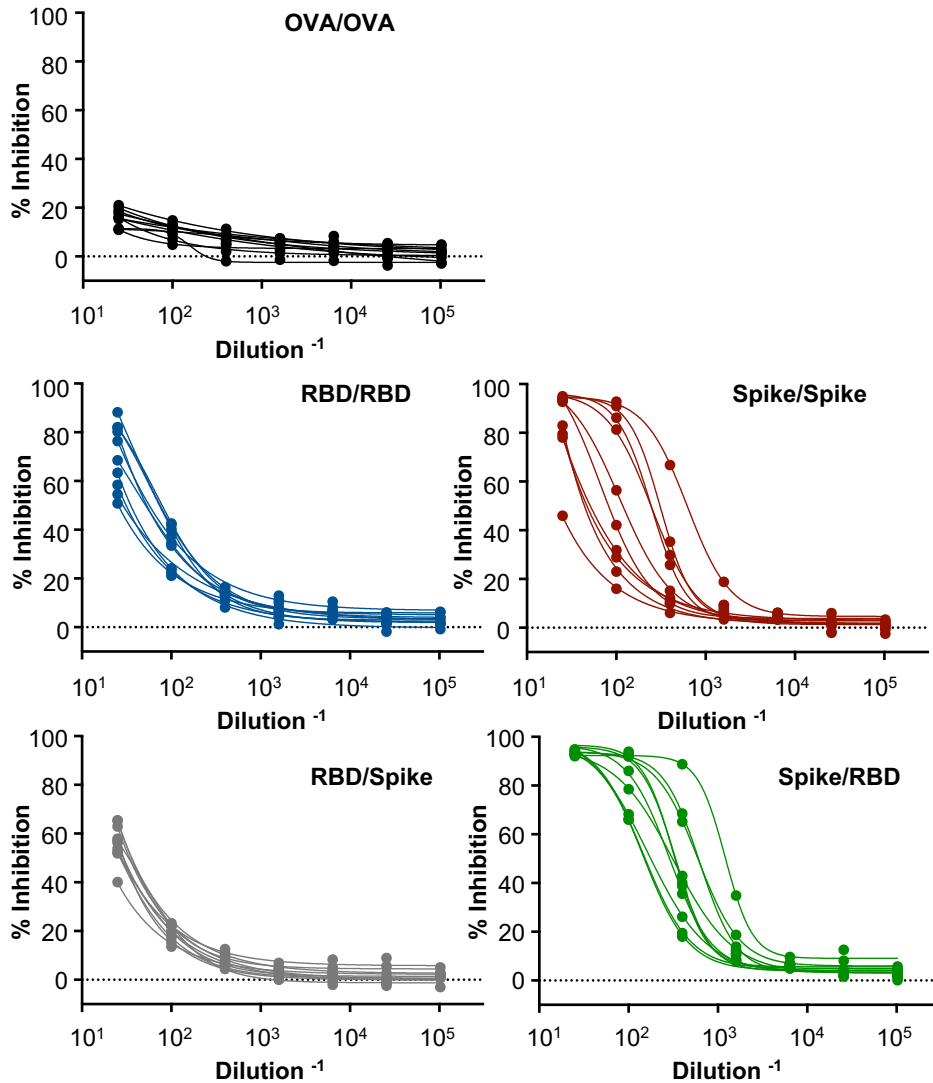 OVA/OVA
% Inhibition
100
80
60
40
20
0
10¹ 10² 10³ 10⁴ 10⁵
Dilution ⁻¹
RBD/RBD
% Inhibition
100
80
60
40
20
0
10¹ 10² 10³ 10⁴ 10⁵
Dilution ⁻¹
Spike/Spike
% Inhibition
100
80
60
40
20
0
10¹ 10² 10³ 10⁴ 10⁵
Dilution ⁻¹
RBD/Spike
% Inhibition
100
80
60
40
20
0
10¹ 10² 10³ 10⁴ 10⁵
Dilution ⁻¹
Spike/RBD
% Inhibition
100
80
60
40
20
0
10¹ 10² 10³ 10⁴ 10⁵
Dilution ⁻¹